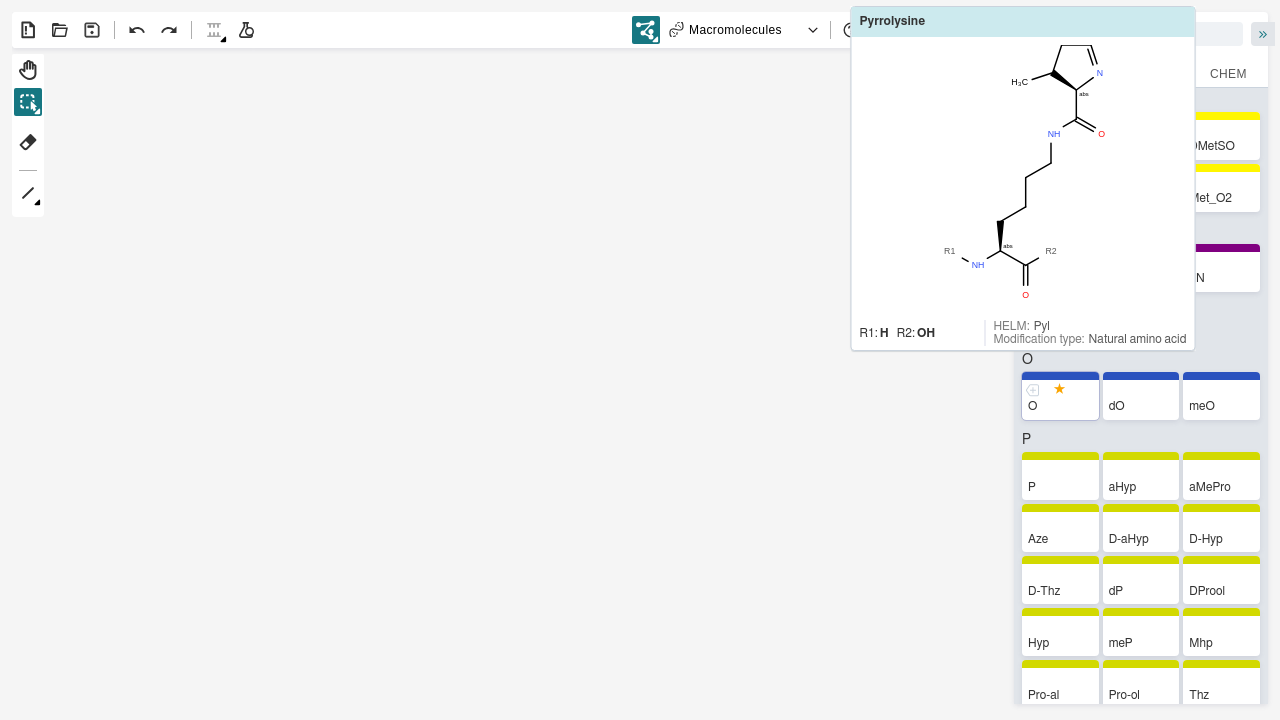 Pyrrolysine
Macromolecules
»
CHEM
H₃C
N
abs
NH
O
R1
abs
R2
NH
O
R1: H R2: OH
HELM: Pyl
Modification type: Natural amino acid
MetSO
Met_O2
N
O
O
dO
meO
P
P
aHyp
aMePro
Aze
D-aHyp
D-Hyp
D-Thz
dP
DProol
Hyp
meP
Mhp
Pro-al
Pro-ol
Thz